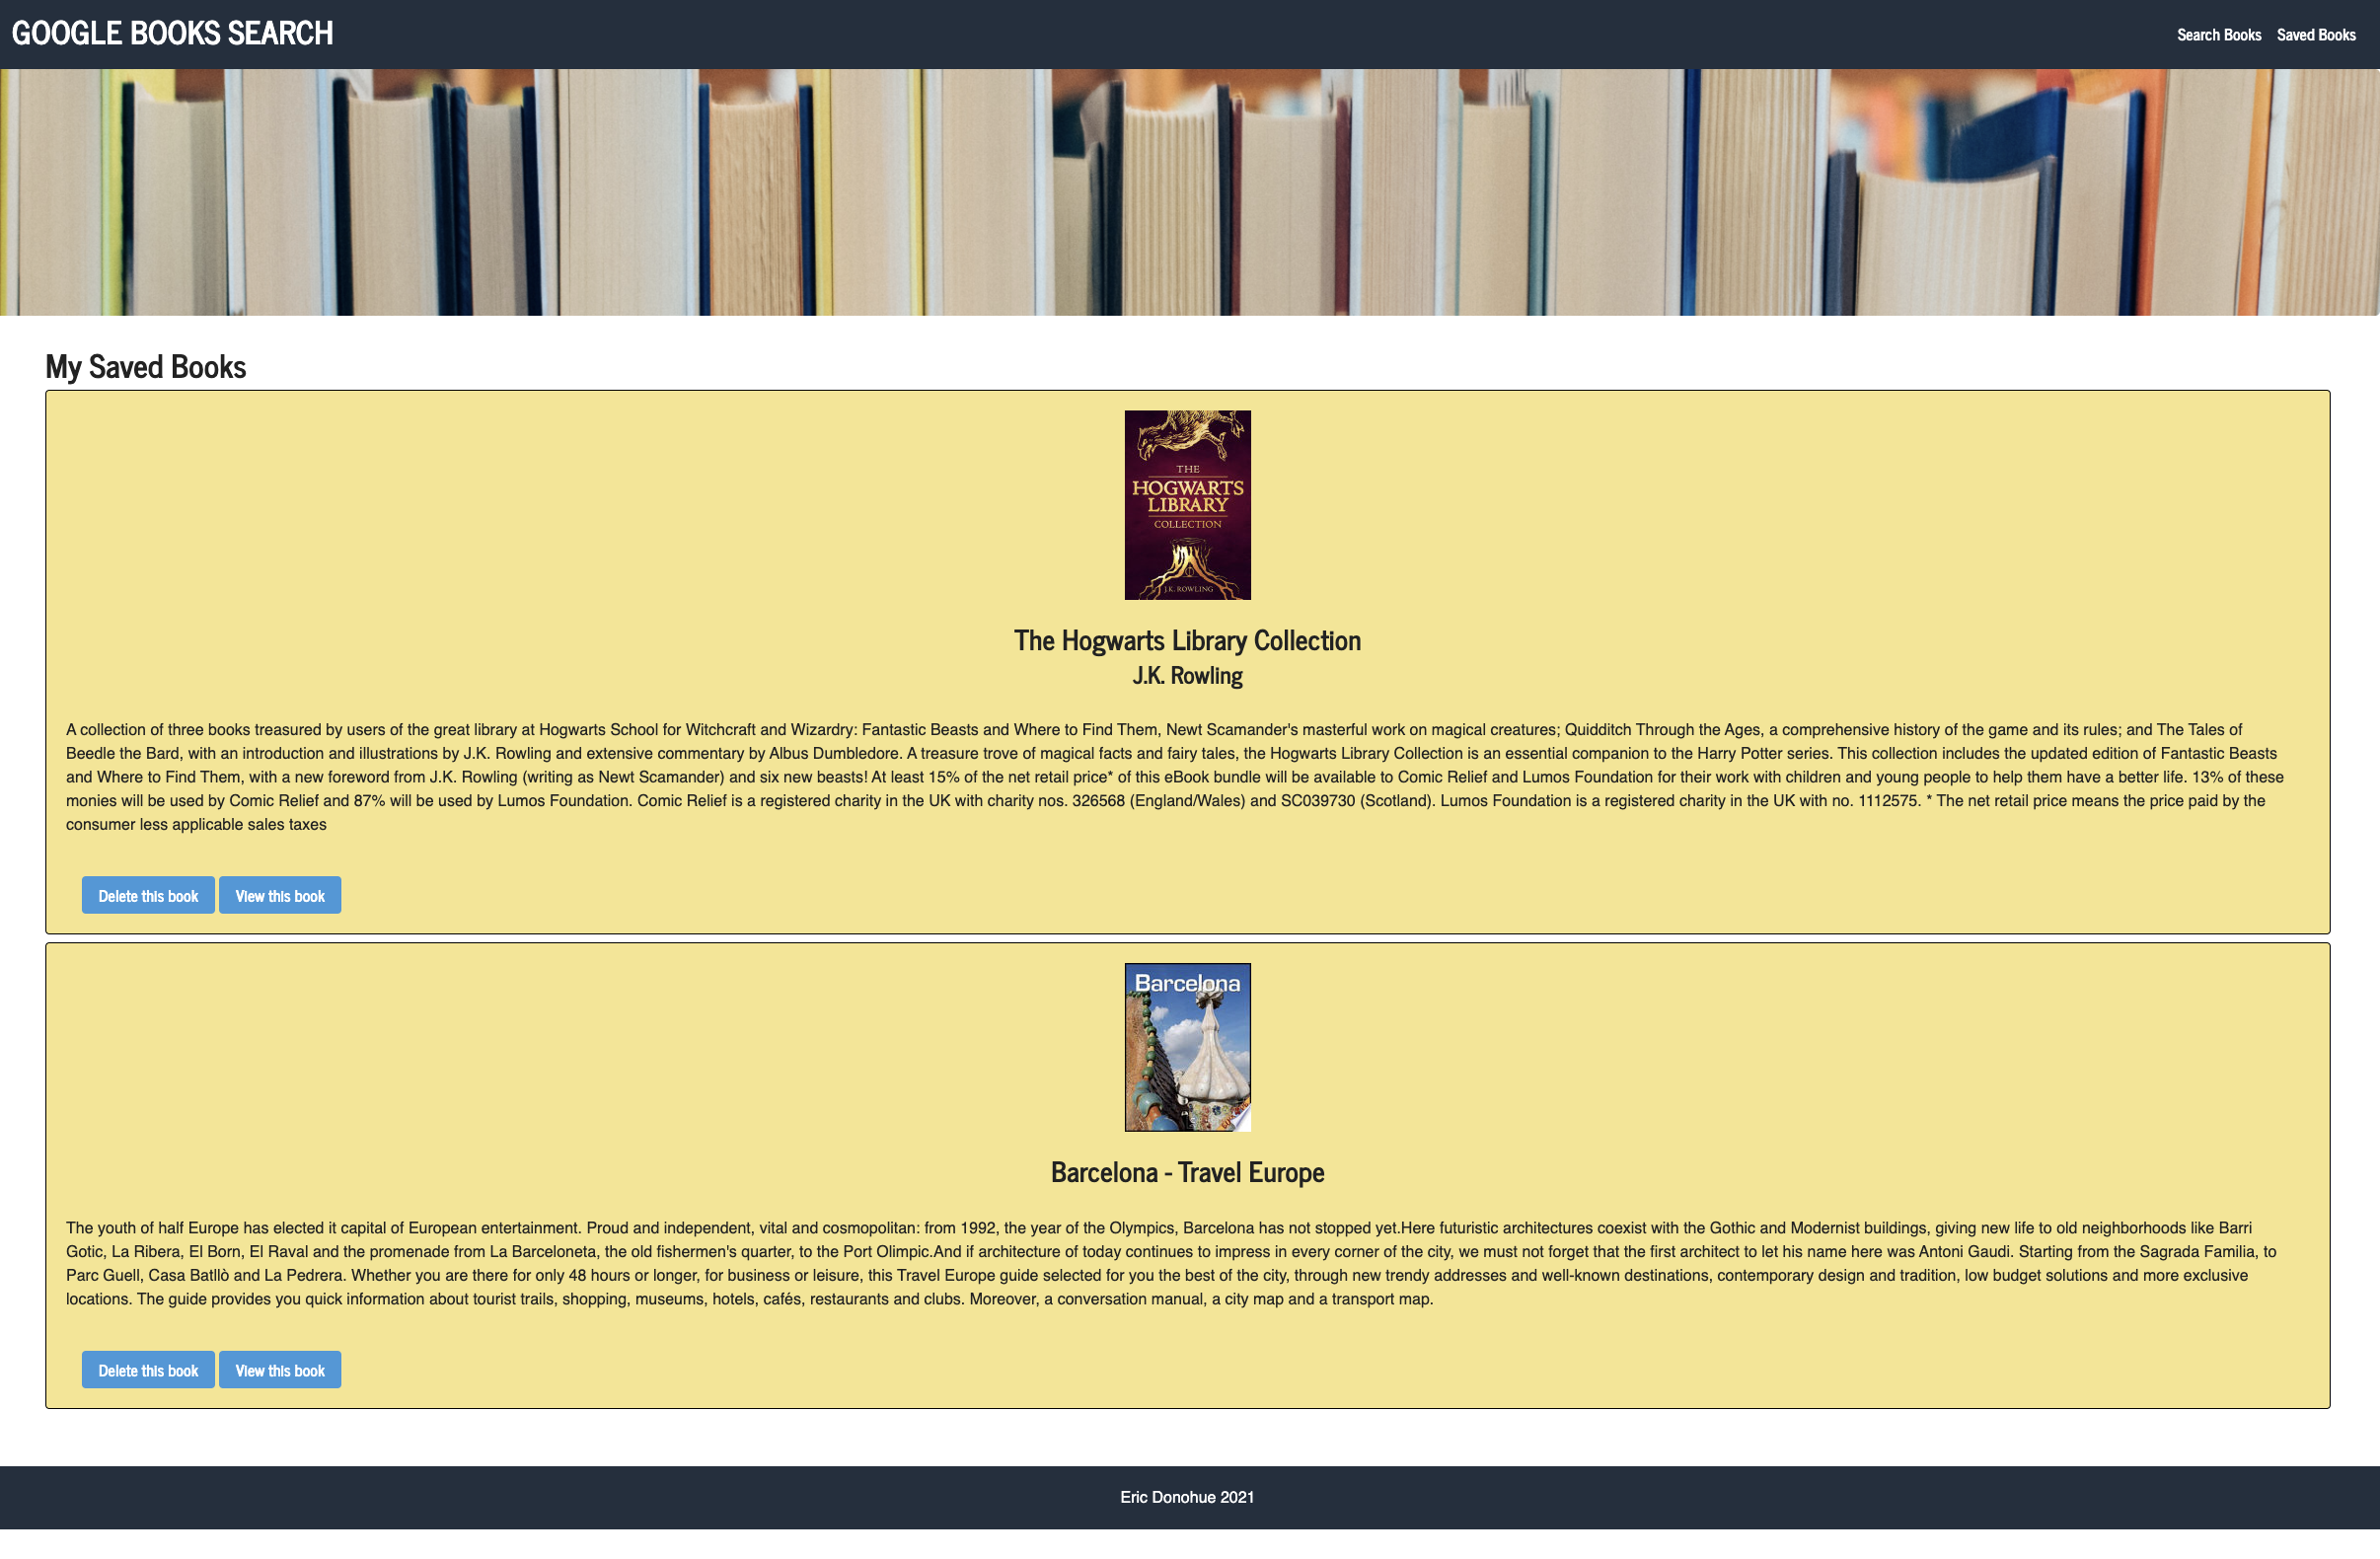 GOOGLE BOOKS SEARCH
Search Books
Saved Books
My Saved Books
THE
HOGWARTS
LIBRARY
COLLECTION
J.K. ROWLING
The Hogwarts Library Collection
J.K. Rowling
A collection of three books treasured by users of the great library at Hogwarts School for Witchcraft and Wizardry: Fantastic Beasts and Where to Find Them, Newt Scamander's masterful work on magical creatures; Quidditch Through the Ages, a comprehensive history of the game and its rules; and The Tales of
Beedle the Bard, with an introduction and illustrations by J.K. Rowling and extensive commentary by Albus Dumbledore. A treasure trove of magical facts and fairy tales, the Hogwarts Library Collection is an essential companion to the Harry Potter series. This collection includes the updated edition of Fantastic Beasts
and Where to Find Them, with a new foreword from J.K. Rowling (writing as Newt Scamander) and six new beasts! At least 15% of the net retail price* of this eBook bundle will be available to Comic Relief and Lumos Foundation for their work with children and young people to help them have a better life. 13% of these
monies will be used by Comic Relief and 87% will be used by Lumos Foundation. Comic Relief is a registered charity in the UK with charity nos. 326568 (England/Wales) and SC039730 (Scotland). Lumos Foundation is a registered charity in the UK with no. 1112575. * The net retail price means the price paid by the
consumer less applicable sales taxes
Delete this book
View this book
Barcelona
Barcelona - Travel Europe
The youth of half Europe has elected it capital of European entertainment. Proud and independent, vital and cosmopolitan: from 1992, the year of the Olympics, Barcelona has not stopped yet.Here futuristic architectures coexist with the Gothic and Modernist buildings, giving new life to old neighborhoods like Barri
Gotic, La Ribera, El Born, El Raval and the promenade from La Barceloneta, the old fishermen's quarter, to the Port Olimpic.And if architecture of today continues to impress in every corner of the city, we must not forget that the first architect to let his name here was Antoni Gaudi. Starting from the Sagrada Familia, to
Parc Guell, Casa Batllò and La Pedrera. Whether you are there for only 48 hours or longer, for business or leisure, this Travel Europe guide selected for you the best of the city, through new trendy addresses and well-known destinations, contemporary design and tradition, low budget solutions and more exclusive
locations. The guide provides you quick information about tourist trails, shopping, museums, hotels, cafés, restaurants and clubs. Moreover, a conversation manual, a city map and a transport map.
Delete this book
View this book
Eric Donohue 2021